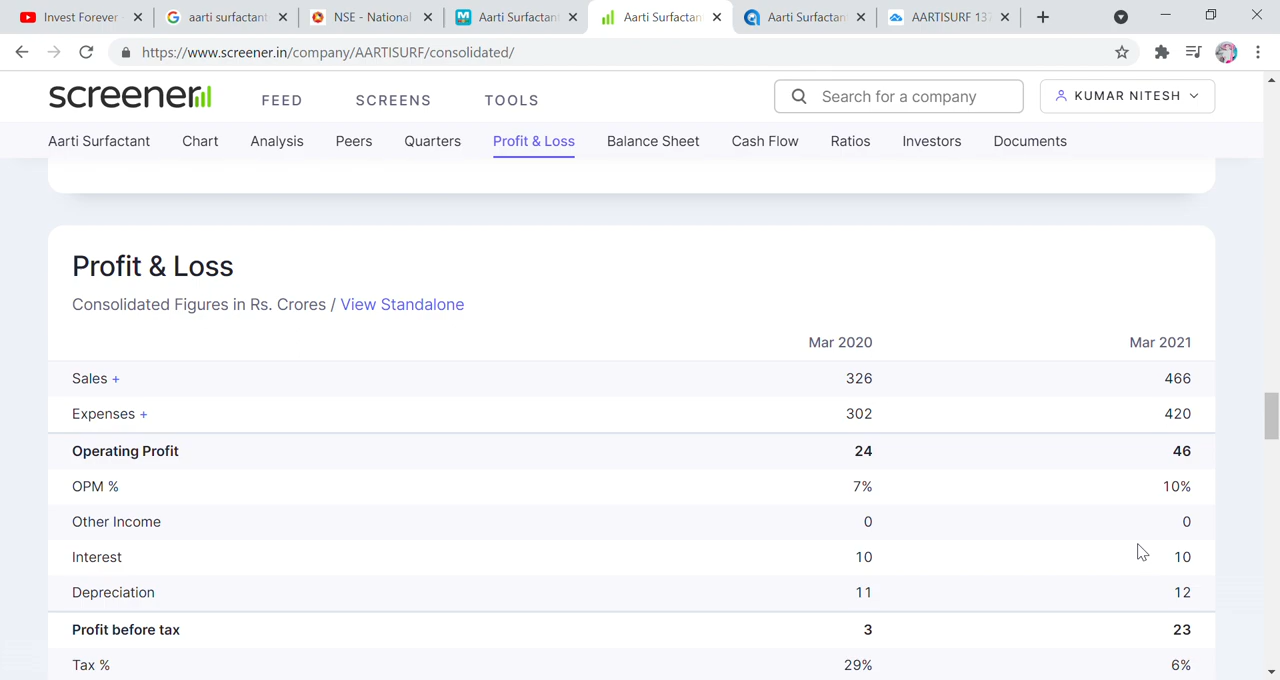 Invest Forever
aarti surfactant
NSE - National
Aarti Surfactan
Aarti Surfactan
Aarti Surfactan
AARTISURF 137
https://www.screener.in/company/AARTISURF/consolidated/
screener
FEED
SCREENS
TOOLS
Search for a company
KUMAR NITESH
Aarti Surfactant Chart Analysis Peers Quarters Profit & Loss Balance Sheet Cash Flow Ratios Investors Documents
Profit & Loss
Consolidated Figures in Rs. Crores / View Standalone
Mar 2020 Mar 2021
Sales + 326 466
Expenses + 302 420
Operating Profit 24 46
OPM % 7% 10%
Other Income 0 0
Interest 10 10
Depreciation 11 12
Profit before tax 3 23
Tax % 29% 6%